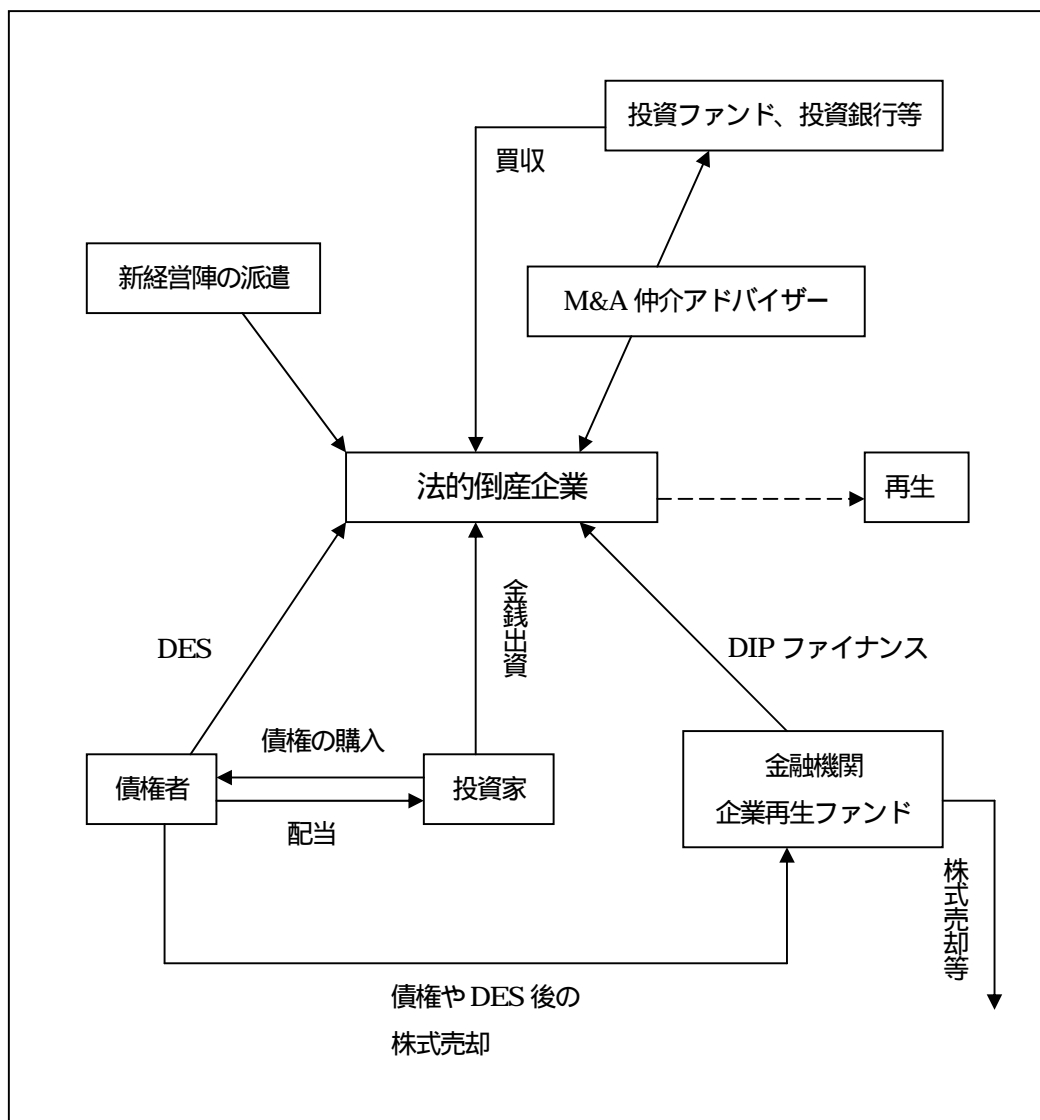 投資ファンド、投資銀行等
買収
新経営陣の派遣
M&A 仲介アドバイザー
法的倒産企業
再生
金銭出資
DES
DIP ファイナンス
債権の購入
債権者
投資家
金融機関
企業再生ファンド
配当
株式売却等
債権や DES 後の
株式売却